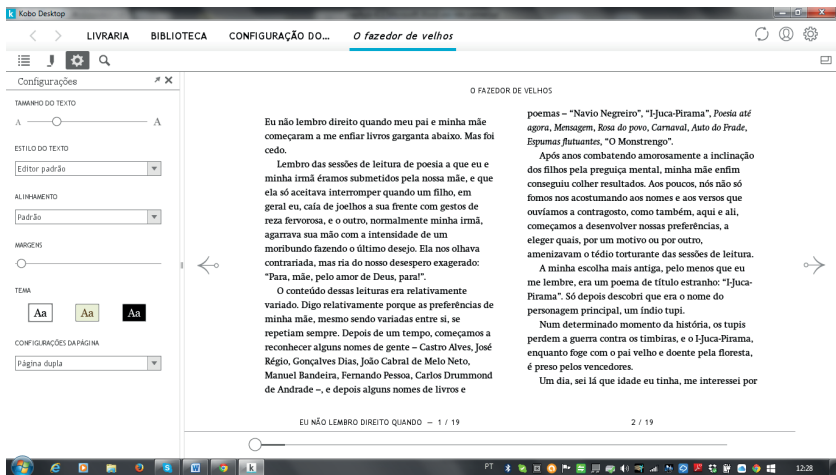 Kobo Desktop
LIVRARIA BIBLIOTECA CONFIGURAÇÃO DO... O fazedor de velhos
Configurações
TAMANHO DO TEXTO
A A
ESTILO DO TEXTO
Editor padrão
ALINHAMENTO
Padrão
MARGENS
TEMA
Aa Aa Aa
CONFIGURAÇÕES DA PÁGINA
Página dupla
O FAZEDOR DE VELHOS
Eu não lembro direito quando meu pai e minha mãe
começaram a me enfiar livros garganta abaixo. Mas foi
cedo.
Lembro das sessões de leitura de poesia a que eu e
minha irmã éramos submetidos pela nossa mãe, e que
ela só aceitava interromper quando um filho, em
geral eu, caía de joelhos a sua frente com gestos de
reza fervorosa, e o outro, normalmente minha irmã,
agarrava sua mão com a intensidade de um
moribundo fazendo o último desejo. Ela nos olhava
contrariada, mas ria do nosso desespero exagerado:
“Para, mãe, pelo amor de Deus, para!”.
O conteúdo dessas leituras era relativamente
variado. Digo relativamente porque as preferências de
minha mãe, mesmo sendo variadas entre si, se
repetiam sempre. Depois de um tempo, começamos a
reconhecer alguns nomes de gente – Castro Alves, José
Régio, Gonçalves Dias, João Cabral de Melo Neto,
Manuel Bandeira, Fernando Pessoa, Carlos Drummond
de Andrade –, e depois alguns nomes de livros e
EU NÃO LEMBRO DIREITO QUANDO — 1 / 19
poemas – “Navio Negreiro”, “I-Juca-Pirama”, Poesia até
agora, Mensagem, Rosa do povo, Carnaval, Auto do Frade,
Espumas flutuantes, “O Monstrengo”.
Após anos combatendo amorosamente a inclinação
dos filhos pela preguiça mental, minha mãe enfim
conseguiu colher resultados. Aos poucos, nós não só
fomos nos acostumando aos nomes e aos versos que
ouvíamos a contragosto, como também, aqui e ali,
começamos a desenvolver nossas preferências, a
eleger quais, por um motivo ou por outro,
amenizavam o tédio torturante das sessões de leitura.
A minha escolha mais antiga, pelo menos que eu
me lembre, era um poema de título estranho: “I-Juca-
Pirama”. Só depois descobri que era o nome do
personagem principal, um índio tupi.
Num determinado momento da história, os tupis
perdem a guerra contra os timbiras, e o I-Juca-Pirama,
enquanto foge com o pai velho e doente pela floresta,
é preso pelos vencedores.
Um dia, sei lá que idade eu tinha, me interessei por
2 / 19
PT 12:28